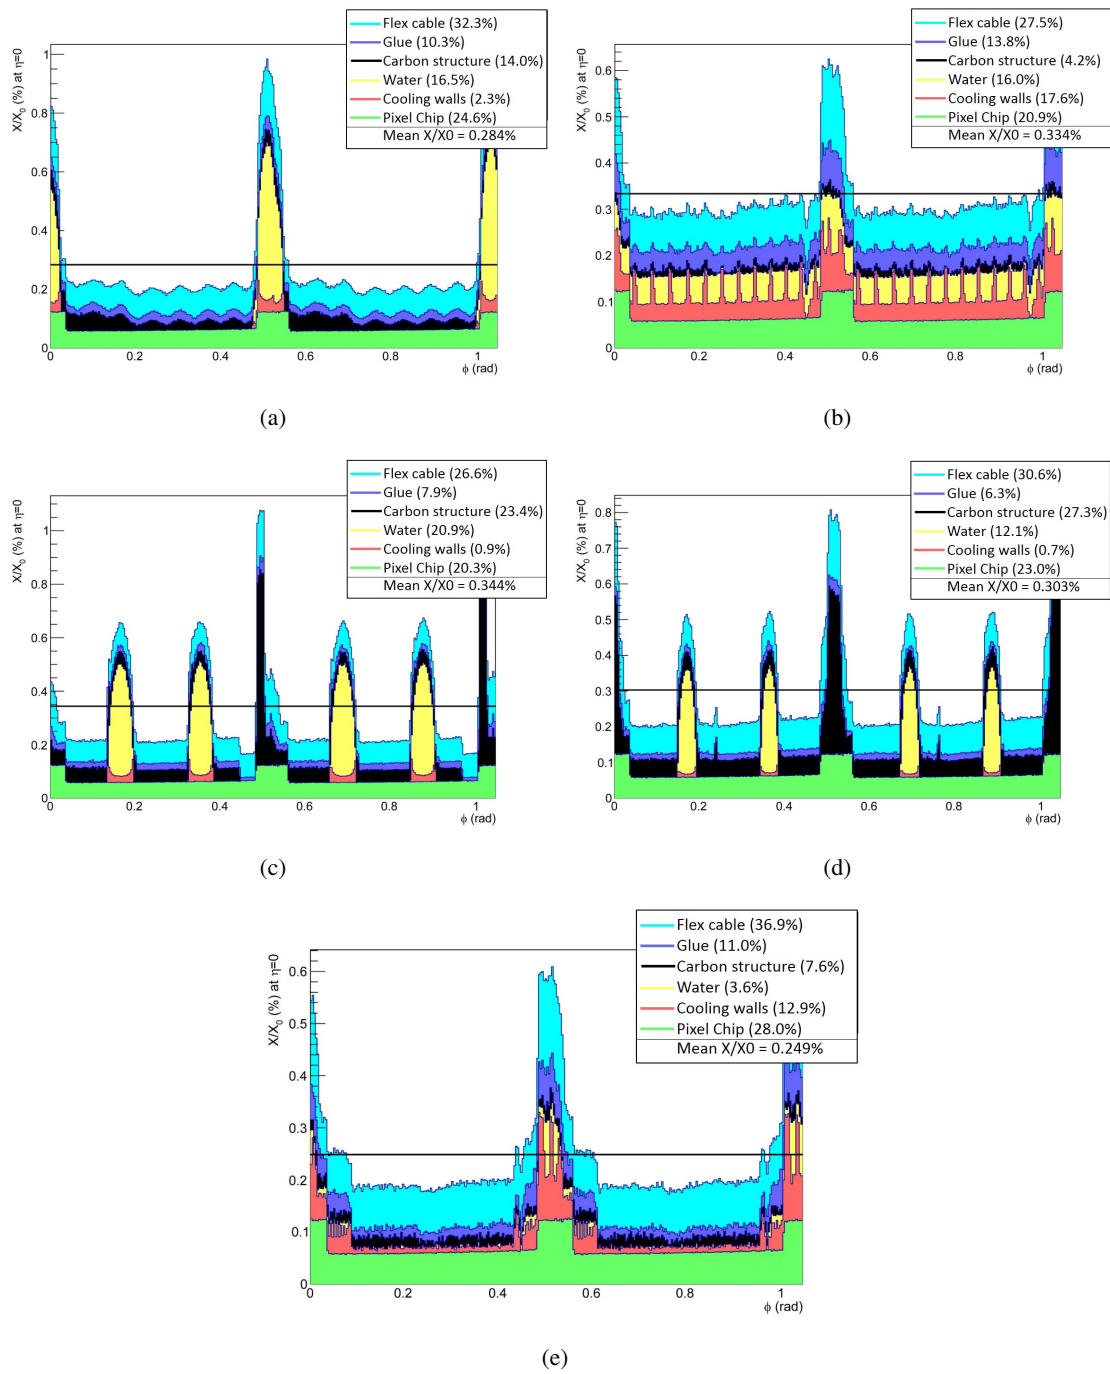 Flex cable (32.3%)
Glue (10.3%)
Carbon structure (14.0%)
Water (16.5%)
Cooling walls (2.3%)
Pixel Chip (24.6%)
Mean X/X0 = 0.284%
X/X₀ (%) at η=0
1
0.8
0.6
0.4
0.2
0
0 0.2 0.4 0.6 0.8 1
ϕ (rad)
(a)
Flex cable (27.5%)
Glue (13.8%)
Carbon structure (4.2%)
Water (16.0%)
Cooling walls (17.6%)
Pixel Chip (20.9%)
Mean X/X0 = 0.334%
X/X₀ (%) at η=0
0.6
0.5
0.4
0.3
0.2
0.1
0
0 0.2 0.4 0.6 0.8 1
ϕ (rad)
(b)
Flex cable (26.6%)
Glue (7.9%)
Carbon structure (23.4%)
Water (20.9%)
Cooling walls (0.9%)
Pixel Chip (20.3%)
Mean X/X0 = 0.344%
X/X₀ (%) at η=0
1
0.8
0.6
0.4
0.2
0
0 0.2 0.4 0.6 0.8 1
ϕ (rad)
(c)
Flex cable (30.6%)
Glue (6.3%)
Carbon structure (27.3%)
Water (12.1%)
Cooling walls (0.7%)
Pixel Chip (23.0%)
Mean X/X0 = 0.303%
X/X₀ (%) at η=0
0.8
0.7
0.6
0.5
0.4
0.3
0.2
0.1
0
0 0.2 0.4 0.6 0.8 1
ϕ (rad)
(d)
Flex cable (36.9%)
Glue (11.0%)
Carbon structure (7.6%)
Water (3.6%)
Cooling walls (12.9%)
Pixel Chip (28.0%)
Mean X/X0 = 0.249%
X/X₀ (%) at η=0
0.6
0.5
0.4
0.3
0.2
0.1
0
0 0.2 0.4 0.6 0.8 1
ϕ (rad)
(e)